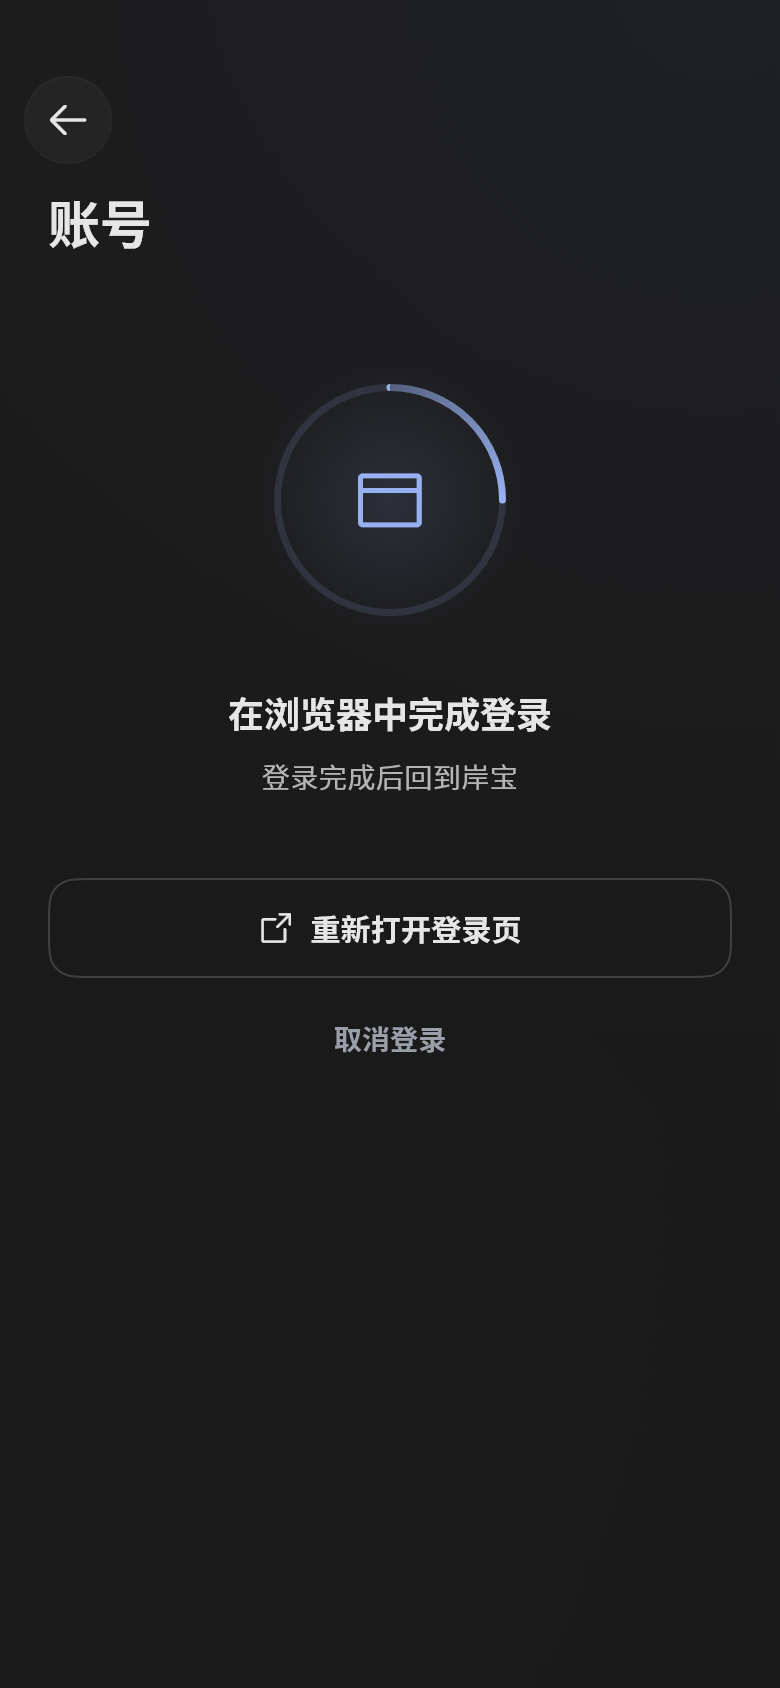 账号
在浏览器中完成登录
登录完成后回到岸宝
重新打开登录页
取消登录